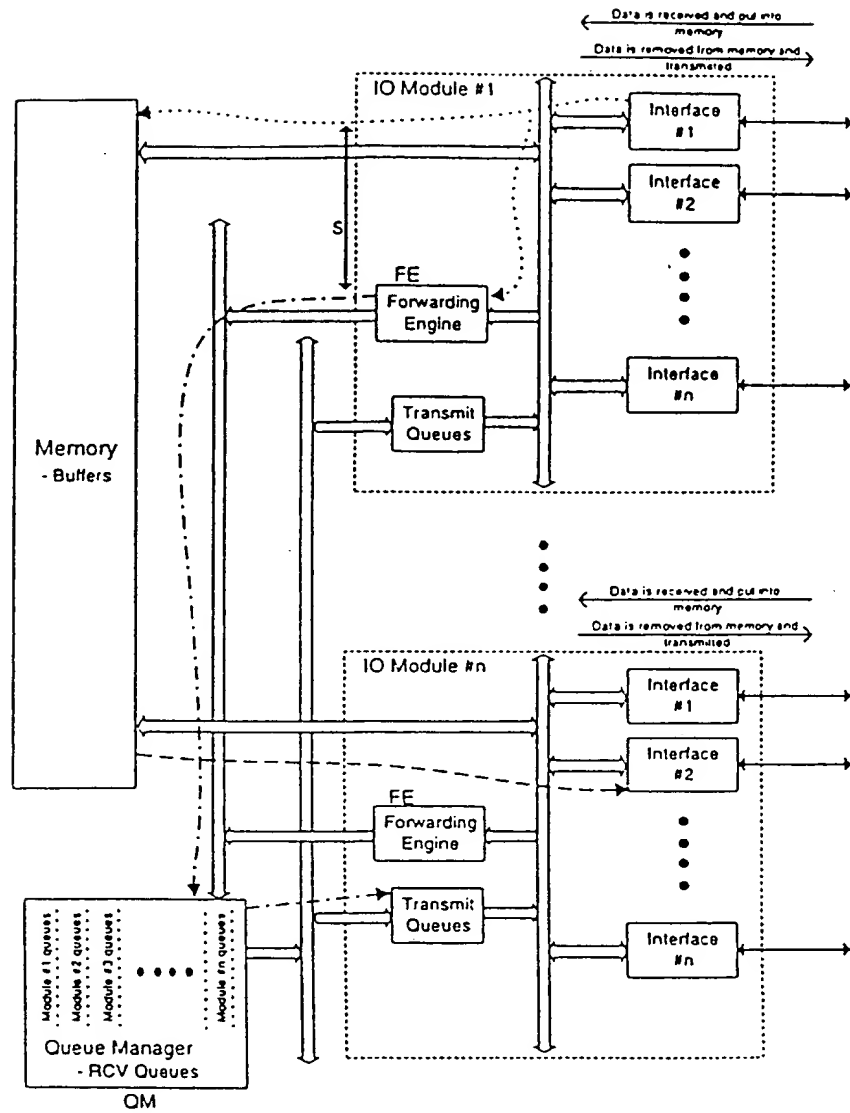 Data is received and put into
memory
Data is removed from memory and
transmitted
IO Module #1
Interface
#1
Interface
#2
S
FE
Forwarding
Engine
Interface
#n
Transmit
Queues
Memory
- Buffers
Data is received and put into
memory
Data is removed from memory and
transmitted
IO Module #n
Interface
#1
Interface
#2
FE
Forwarding
Engine
Transmit
Queues
Interface
#n
Module #1 queues
Module #2 queues
Module #3 queues
Module #n queues
Queue Manager
- RCV Queues
QM